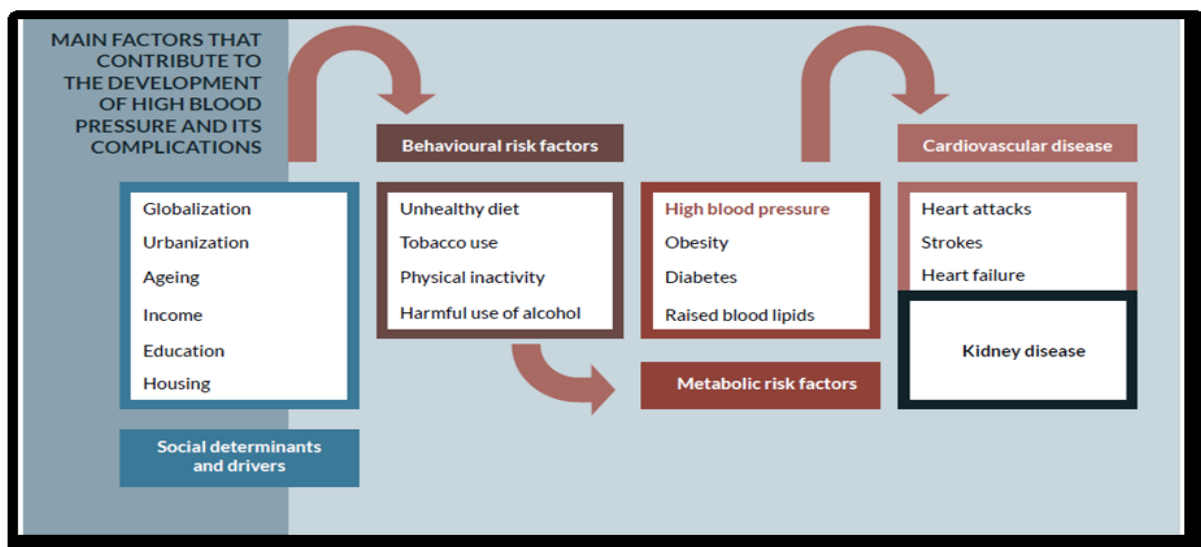 MAIN FACTORS THAT
CONTRIBUTE TO
THE DEVELOPMENT
OF HIGH BLOOD
PRESSURE AND ITS
COMPLICATIONS
Globalization
Urbanization
Ageing
Income
Education
Housing
Social determinants
and drivers
Behavioural risk factors
Unhealthy diet
Tobacco use
Physical inactivity
Harmful use of alcohol
High blood pressure
Obesity
Diabetes
Raised blood lipids
Metabolic risk factors
Cardiovascular disease
Heart attacks
Strokes
Heart failure
Kidney disease